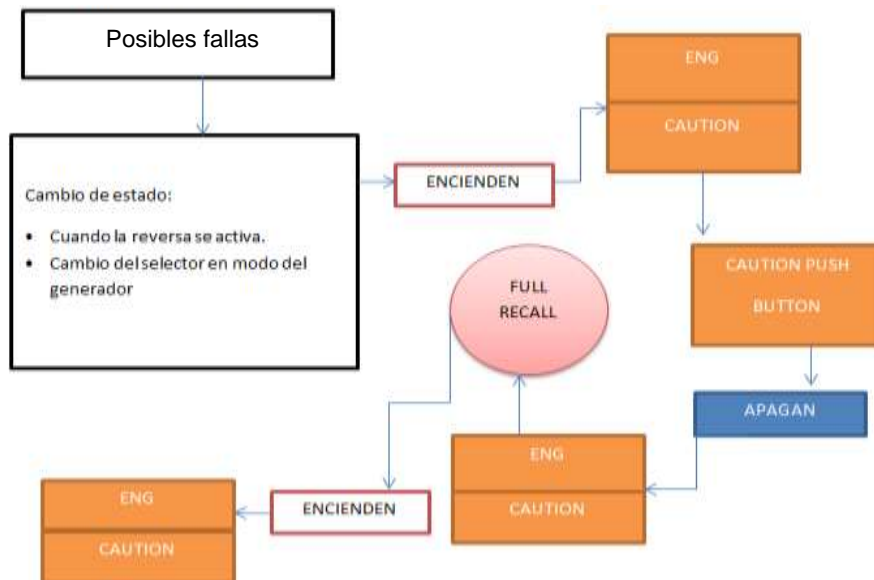 Posibles fallas
Cambio de estado:
• Cuando la reversa se activa.
• Cambio del selector en modo del
generador
ENCIENDEN
ENG
CAUTION
CAUTION PUSH
BUTTON
APAGAN
ENG
CAUTION
FULL
RECALL
ENCIENDEN
ENG
CAUTION